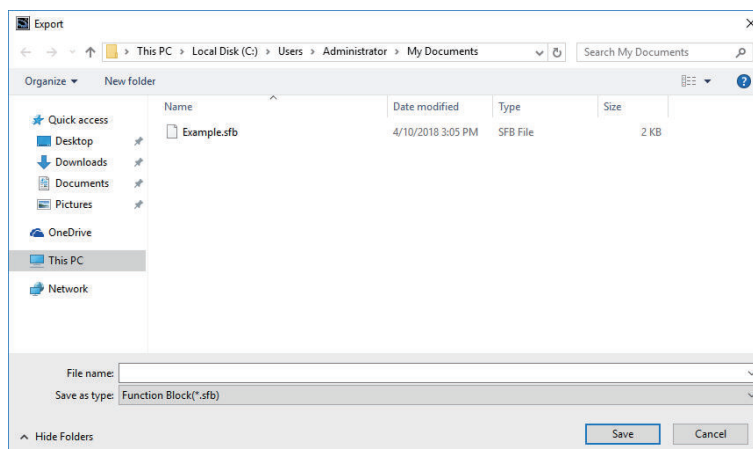 Export
This PC › Local Disk (C:) › Users › Administrator › My Documents
Search My Documents
Organize
New folder
Name Date modified Type Size
Quick access
Desktop
Downloads
Documents
Pictures
OneDrive
This PC
Network
Example.sfb 4/10/2018 3:05 PM SFB File 2 KB
File name:
Save as type: Function Block(*.sfb)
Hide Folders
Save
Cancel